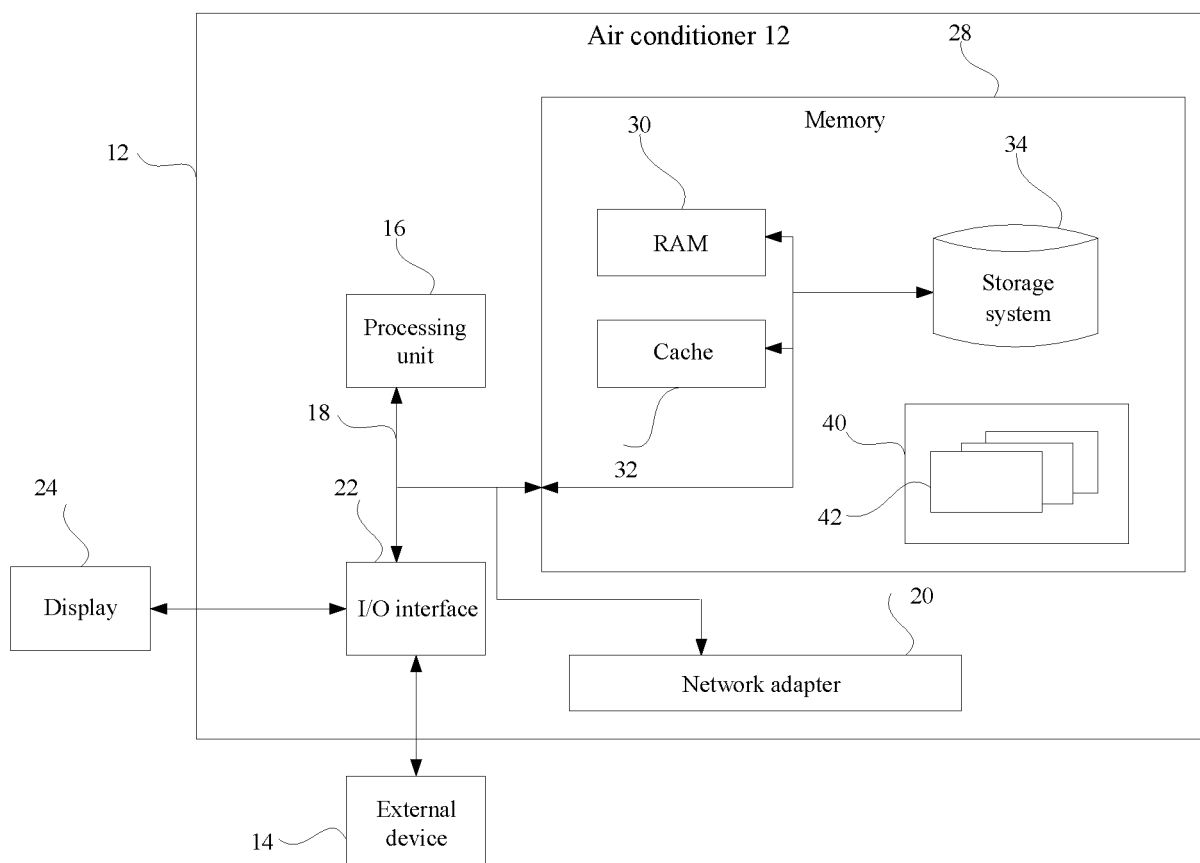 Air conditioner 12
28
Memory
12
30
34
RAM
16
Storage
system
Processing
unit
Cache
18
40
32
42
24
22
Display
I/O interface
20
Network adapter
External
device
14